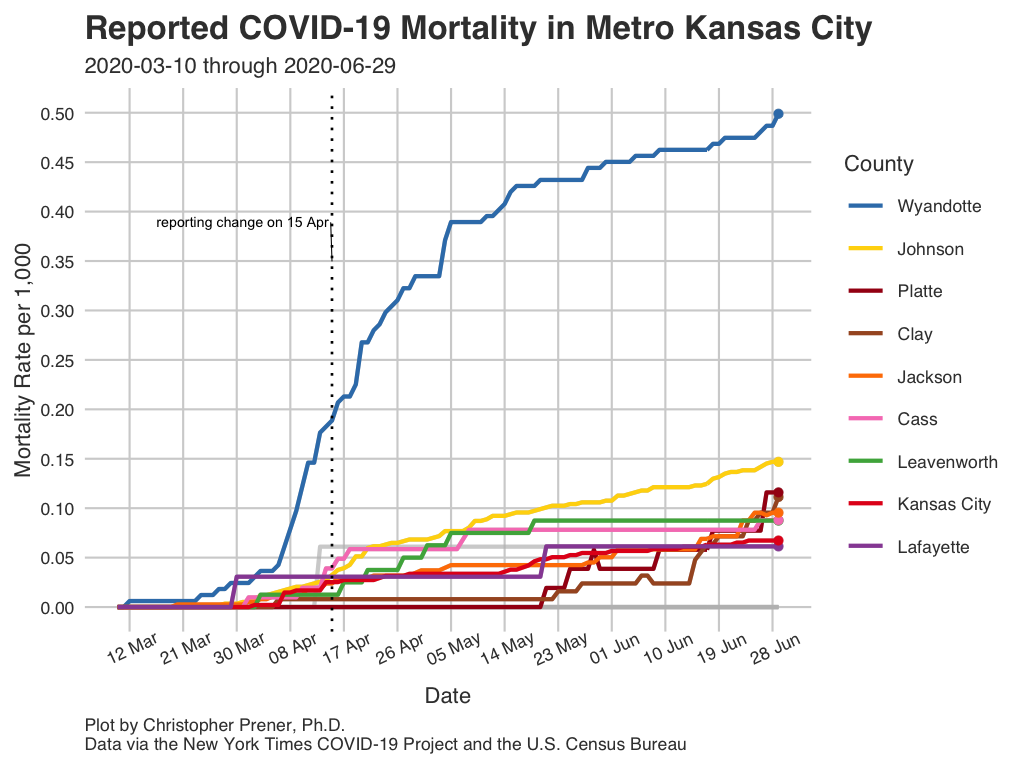 Reported COVID-19 Mortality in Metro Kansas City
2020-03-10 through 2020-06-29
Mortality Rate per 1,000
0.50
0.45
0.40
0.35
0.30
0.25
0.20
0.15
0.10
0.05
0.00
reporting change on 15 Apr
12 Mar
21 Mar
30 Mar
08 Apr
17 Apr
26 Apr
05 May
14 May
23 May
01 Jun
10 Jun
19 Jun
28 Jun
Date
County
Wyandotte
Johnson
Platte
Clay
Jackson
Cass
Leavenworth
Kansas City
Lafayette
Plot by Christopher Prener, Ph.D.
Data via the New York Times COVID-19 Project and the U.S. Census Bureau